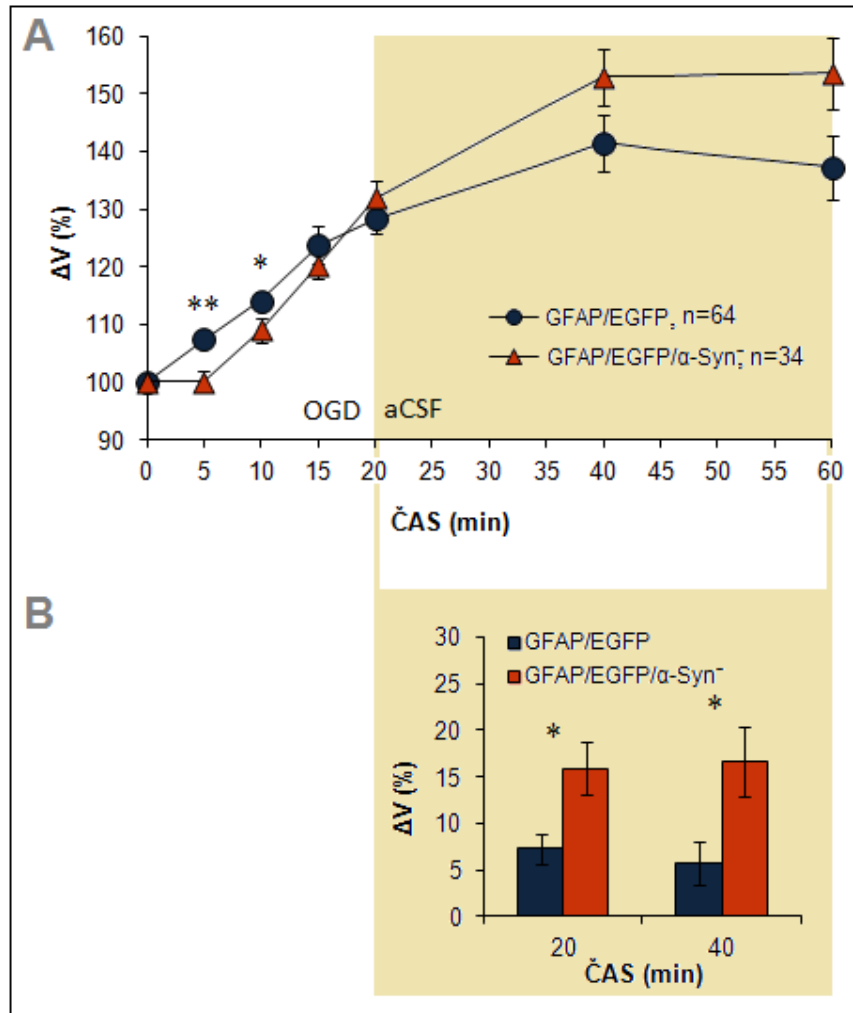 A
160
150
140
130
120
110
100
90
ΔV (%)
**
*
GFAP/EGFP, n=64
GFAP/EGFP/α-Syn⁻, n=34
OGD aCSF
0 5 10 15 20 25 30 35 40 45 50 55 60
ČAS (min)
B
30
25
20
15
10
5
0
ΔV (%)
GFAP/EGFP
GFAP/EGFP/α-Syn⁻
* *
20 40
ČAS (min)